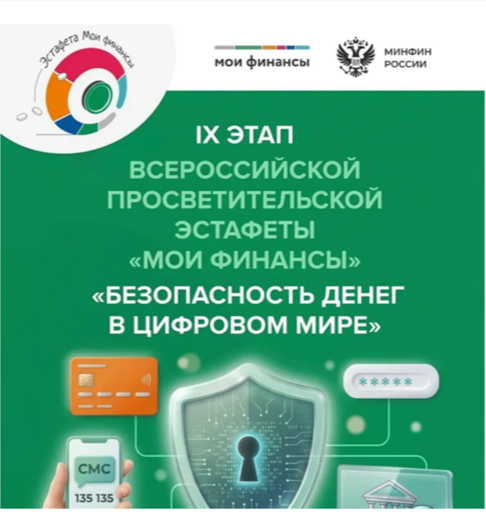 Эстафета Мои финансы
мои финансы
МИНФИН
РОССИИ
IX ЭТАП
ВСЕРОССИЙСКОЙ
ПРОСВЕТИТЕЛЬСКОЙ
ЭСТАФЕТЫ
«МОИ ФИНАНСЫ»
«БЕЗОПАСНОСТЬ ДЕНЕГ
В ЦИФРОВОМ МИРЕ»
*****
СМС
135 135